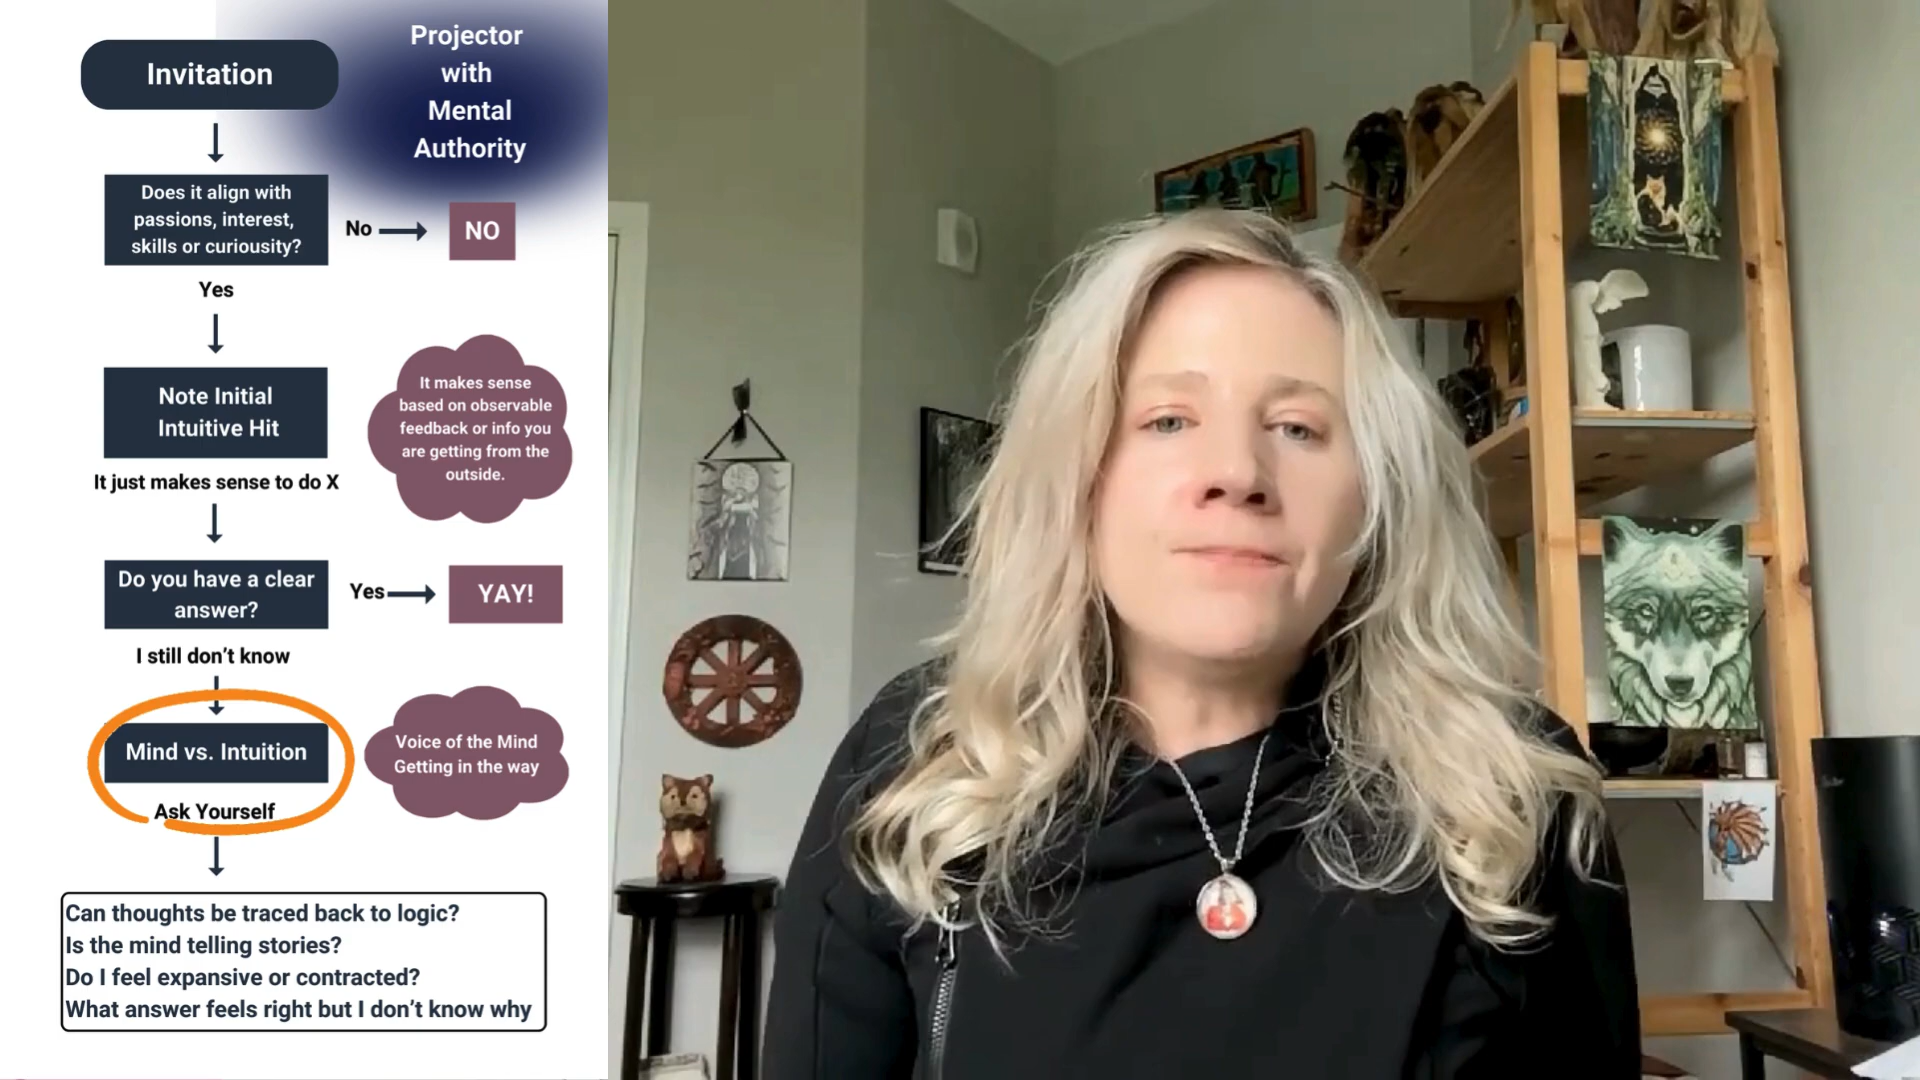 Projector
with
Mental
Authority
Invitation
Does it align with
passions, interest,
skills or curiousity?
No
NO
Yes
Note Initial
Intuitive Hit
It makes sense
based on observable
feedback or info you
are getting from the
outside.
It just makes sense to do X
Do you have a clear
answer?
Yes
YAY!
I still don't know
Mind vs. Intuition
Voice of the Mind
Getting in the way
Ask Yourself
Can thoughts be traced back to logic?
Is the mind telling stories?
Do I feel expansive or contracted?
What answer feels right but I don't know why